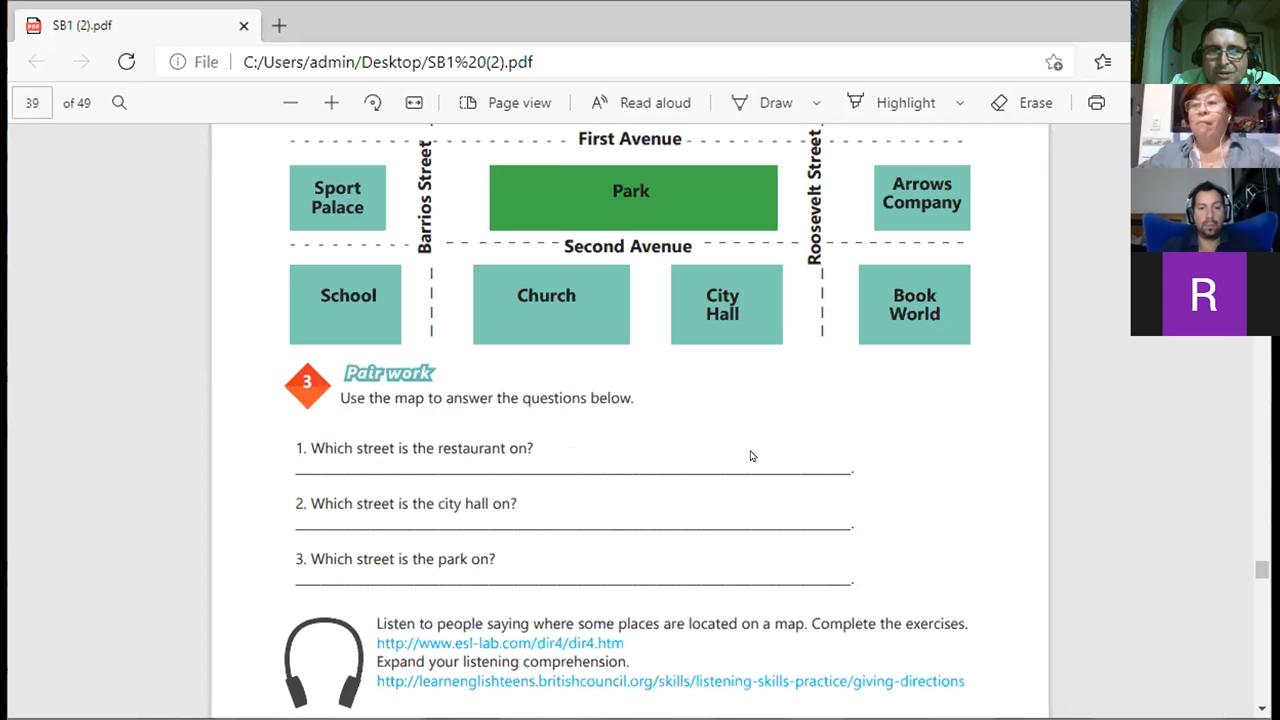 SB1 (2).pdf
File
C:/Users/admin/Desktop/SB1%20(2).pdf
39 of 49
Page view
Read aloud
Draw
Highlight
Erase
First Avenue
Barrios Street
Roosevelt Street
Sport
Palace
Park
Arrows
Company
Second Avenue
School
Church
City
Hall
Book
World
3
Pair work
Use the map to answer the questions below.
1. Which street is the restaurant on?
2. Which street is the city hall on?
3. Which street is the park on?
Listen to people saying where some places are located on a map. Complete the exercises.
http://www.esl-lab.com/dir4/dir4.htm
Expand your listening comprehension.
http://learnenglishteens.britishcouncil.org/skills/listening-skills-practice/giving-directions
R